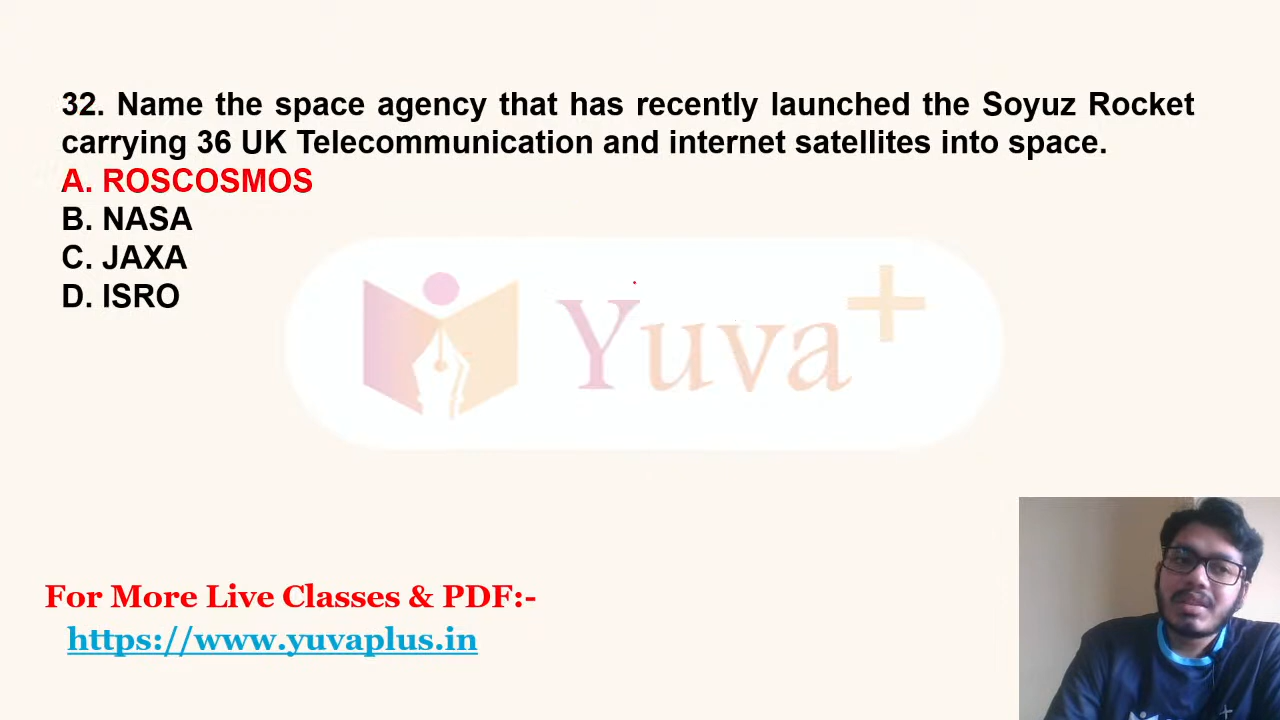 32. Name the space agency that has recently launched the Soyuz Rocket
carrying 36 UK Telecommunication and internet satellites into space.
A. ROSCOSMOS
B. NASA
C. JAXA
D. ISRO
Yuva+
For More Live Classes & PDF:-
https://www.yuvaplus.in